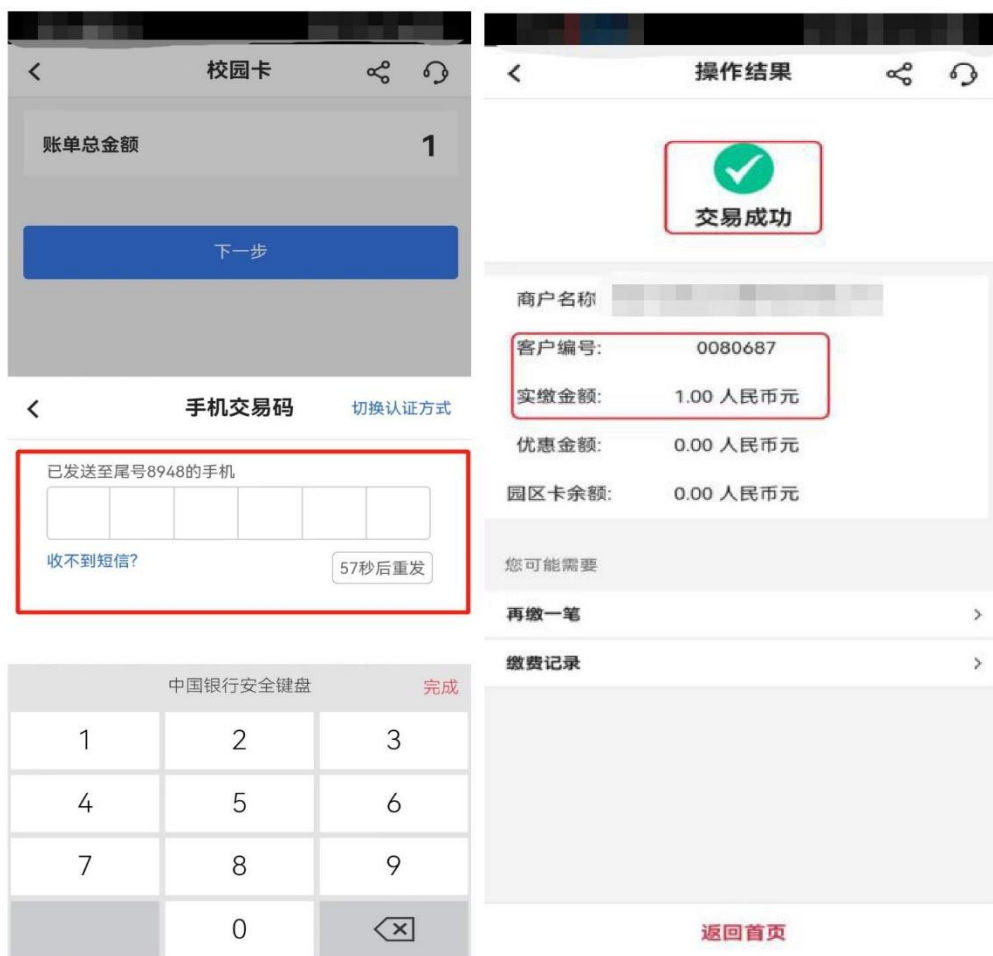 校园卡
账单总金额 1
下一步
手机交易码 切换认证方式
已发送至尾号8948的手机
收不到短信? 57秒后重发
中国银行安全键盘 完成
1 2 3
4 5 6
7 8 9
0
操作结果
交易成功
商户名称
客户编号: 0080687
实缴金额: 1.00 人民币元
优惠金额: 0.00 人民币元
园区卡余额: 0.00 人民币元
您可能需要
再缴一笔
缴费记录
返回首页